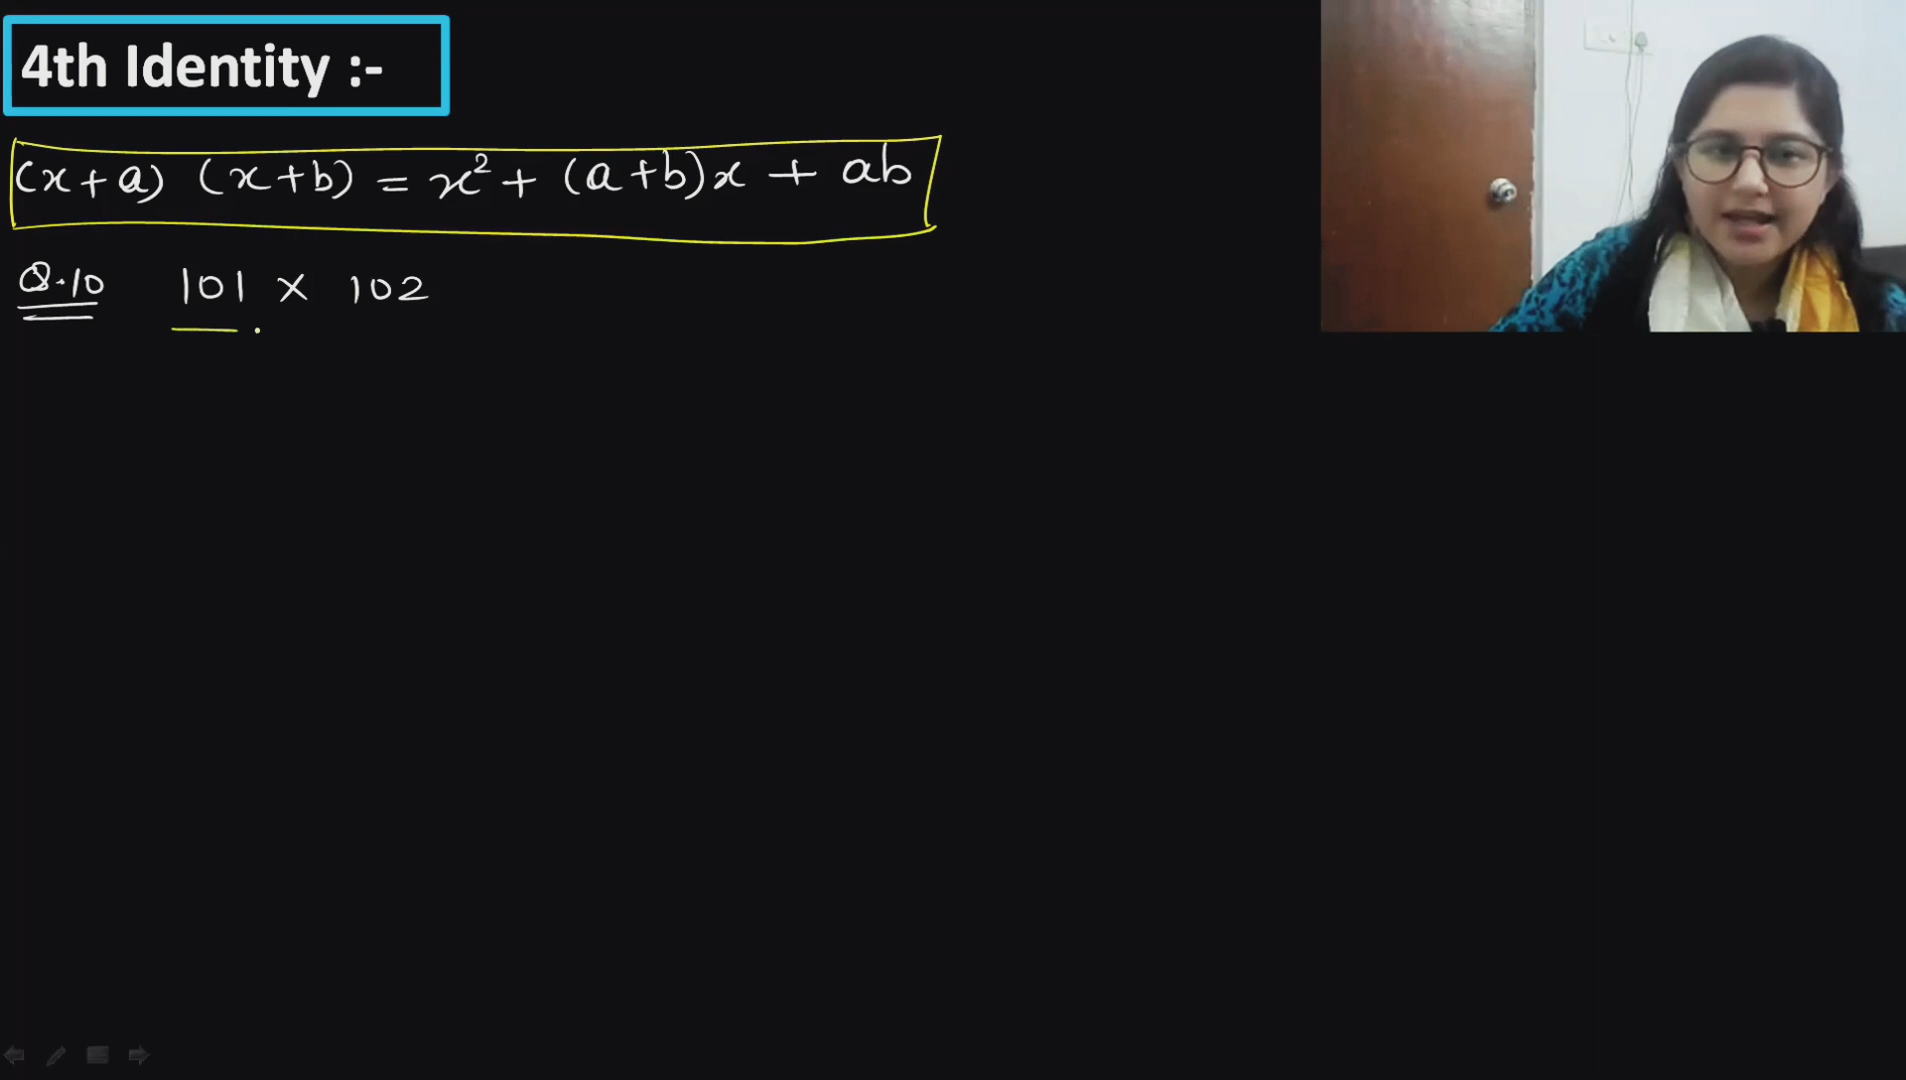 4th Identity :-
(x+a) (x+b) = x² + (a+b)x + ab
Q.10 101 × 102